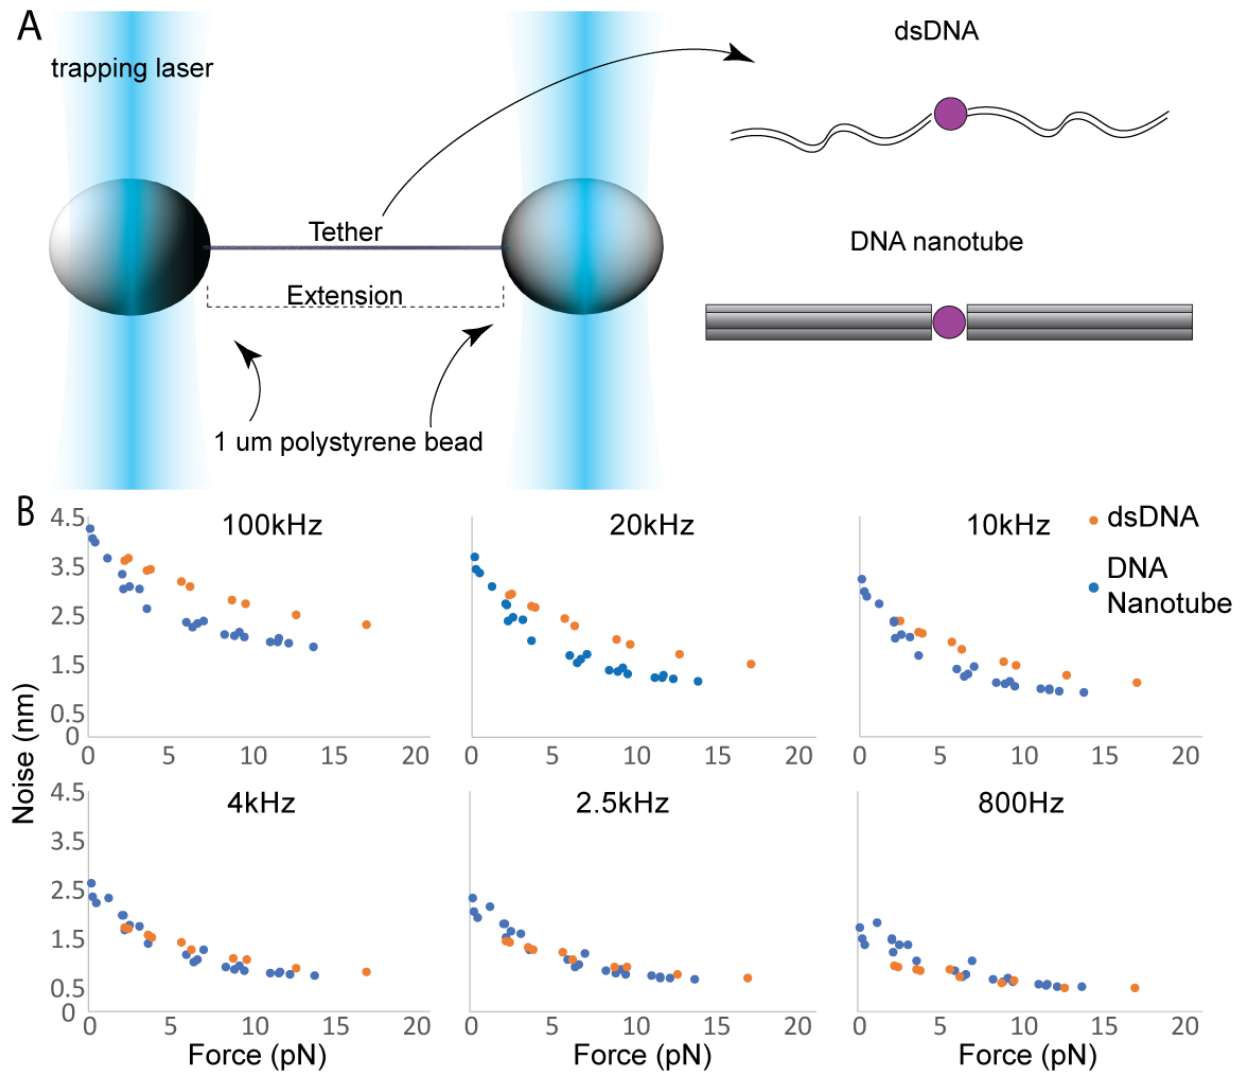 A
trapping laser
dsDNA
Tether
Extension
DNA nanotube
1 um polystyrene bead
B
100kHz
20kHz
10kHz
dsDNA
DNA
Nanotube
4.5
3.5
2.5
1.5
0.5
0
0 5 10 15 20
0 5 10 15 20
0 5 10 15 20
Noise (nm)
4kHz
2.5kHz
800Hz
4.5
3.5
2.5
1.5
0.5
0
0 5 10 15 20
0 5 10 15 20
0 5 10 15 20
Force (pN)
Force (pN)
Force (pN)